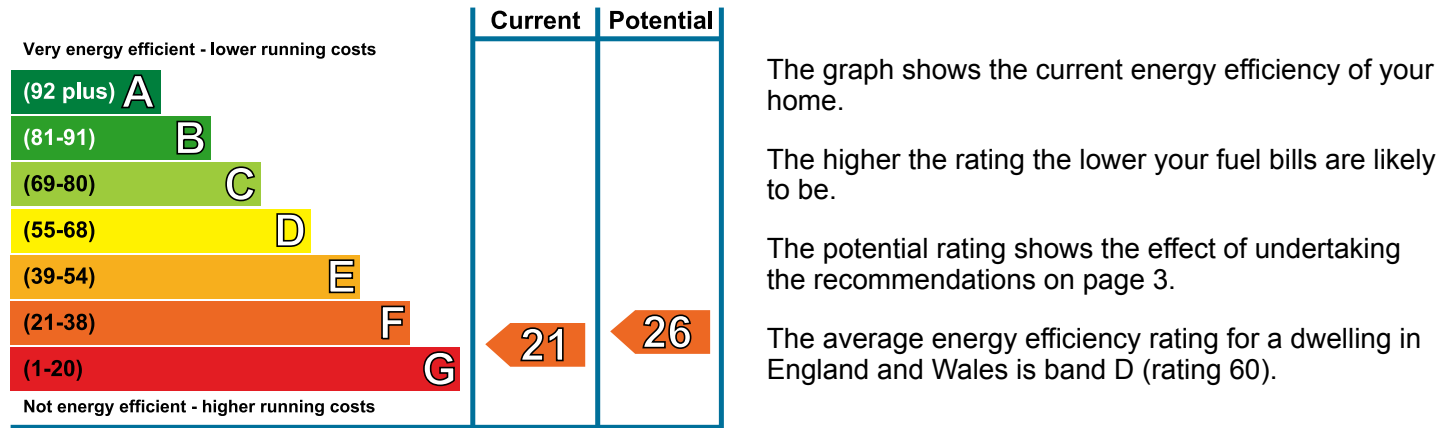 Current Potential
Very energy efficient - lower running costs
(92 plus) A
(81-91) B
(69-80) C
(55-68) D
(39-54) E
(21-38) F
(1-20) G
21
26
Not energy efficient - higher running costs
The graph shows the current energy efficiency of your
home.
The higher the rating the lower your fuel bills are likely
to be.
The potential rating shows the effect of undertaking
the recommendations on page 3.
The average energy efficiency rating for a dwelling in
England and Wales is band D (rating 60).